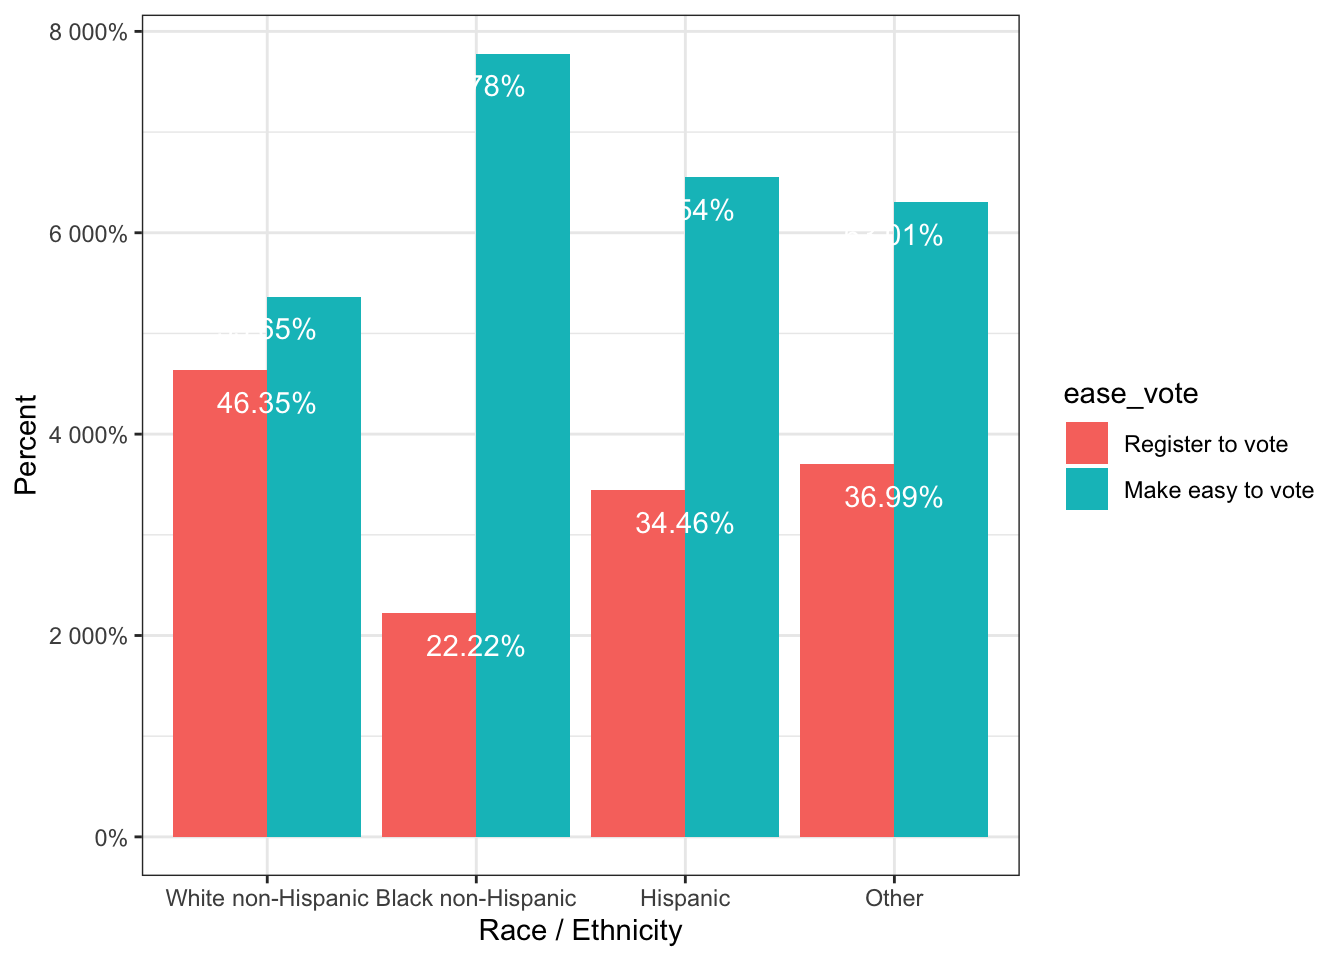 8 000%
6 000%
4 000%
2 000%
0%
Percent
78%
54%
01%
65%
46.35%
36.99%
34.46%
22.22%
White non-Hispanic
Black non-Hispanic
Hispanic
Other
Race / Ethnicity
ease_vote
Register to vote
Make easy to vote